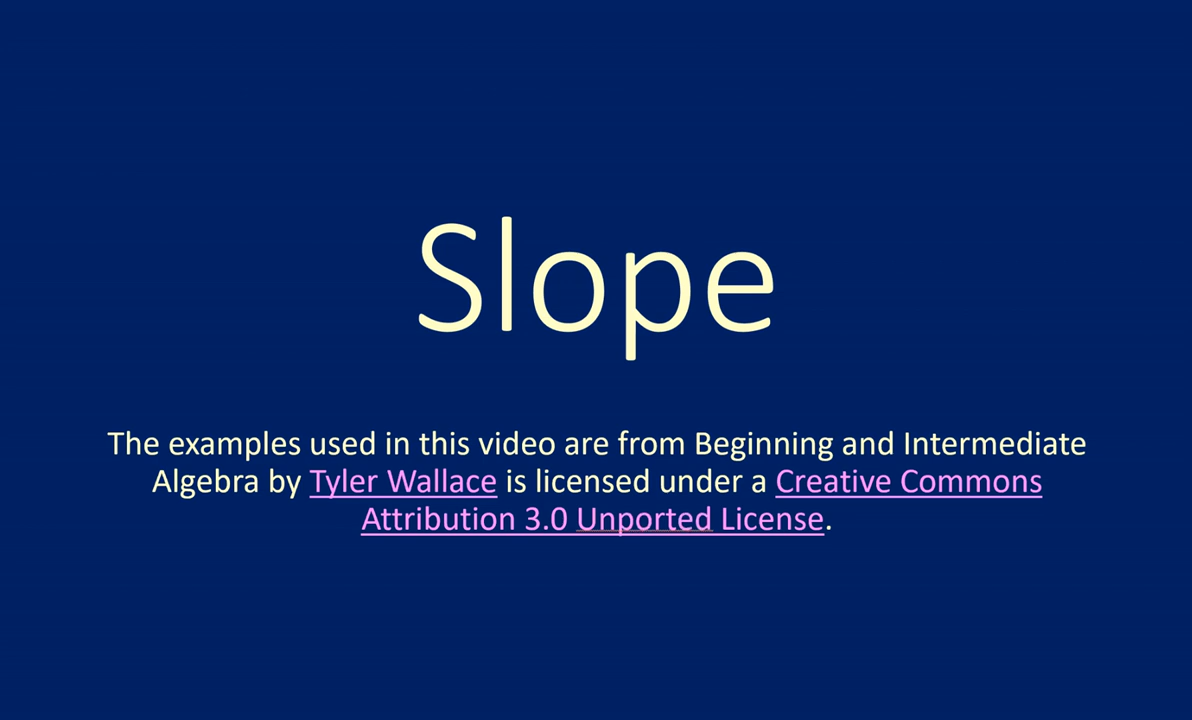 Slope
The examples used in this video are from Beginning and Intermediate
Algebra by Tyler Wallace is licensed under a Creative Commons
Attribution 3.0 Unported License.